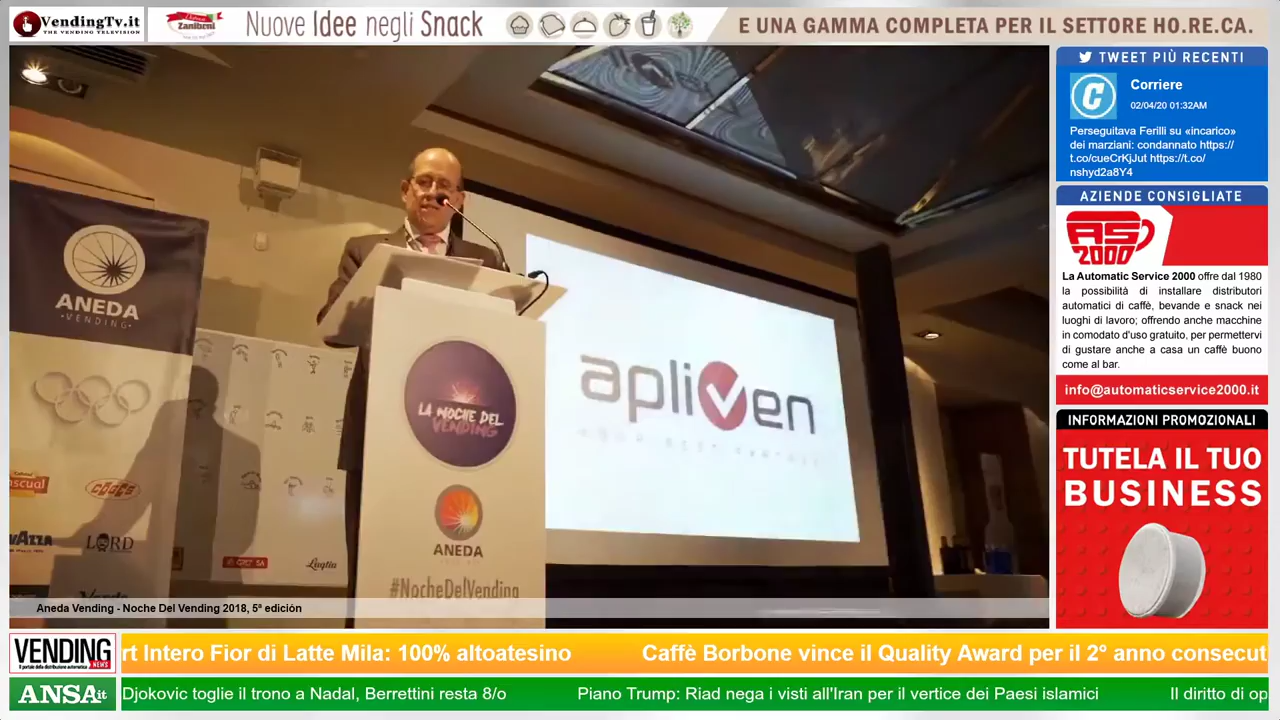 VendingTv.it
THE VENDING TELEVISION
Zaniboni
Nuove Idee negli Snack
E UNA GAMMA COMPLETA PER IL SETTORE HO.RE.CA.
TWEET PIÙ RECENTI
Corriere
02/04/20 01:32AM
Perseguitava Ferilli su «incarico»
dei marziani: condannato https://
t.co/cueCrKjJut https://t.co/
nshyd2a8Y4
AZIENDE CONSIGLIATE
AS
2000
La Automatic Service 2000 offre dal 1980
la possibilità di installare distributori
automatici di caffè, bevande e snack nei
luoghi di lavoro; offrendo anche macchine
in comodato d'uso gratuito, per permettervi
di gustare anche a casa un caffè buono
come al bar.
info@automaticservice2000.it
INFORMAZIONI PROMOZIONALI
TUTELA IL TUO
BUSINESS
ANEDA
·VENDING·
ascual
LORD
Luglia
LA NOCHE DEL
VENDING
ANEDA
#NocheDelVending
apliven
Aneda Vending - Noche Del Vending 2018, 5ª edición
VENDING
NEWS
Il portale della distribuzione automatica
rt Intero Fior di Latte Mila: 100% altoatesino
Caffè Borbone vince il Quality Award per il 2° anno consecut
ANSA.it
Djokovic toglie il trono a Nadal, Berrettini resta 8/o
Piano Trump: Riad nega i visti all'Iran per il vertice dei Paesi islamici
Il diritto di op